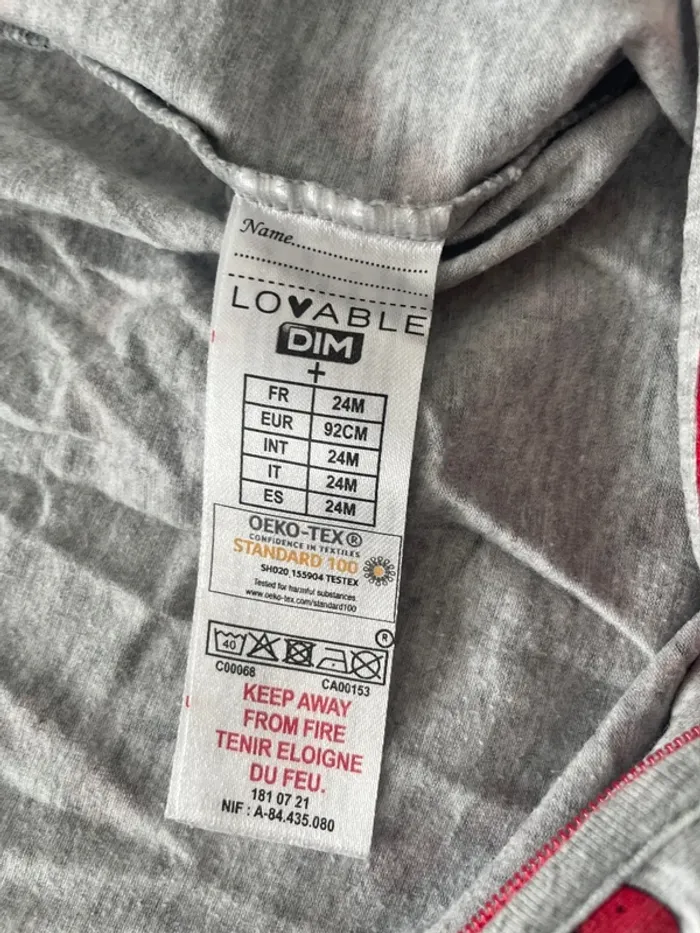 Name
LOVABLE
DIM
+
FR 24M
EUR 92CM
INT 24M
IT 24M
ES 24M
OEKO-TEX®
CONFIDENCE IN TEXTILES
STANDARD 100
SH020 155904 TESTEX
Tested for harmful substances.
www.oeko-tex.com/standard100
®
40
C00068 CA00153
KEEP AWAY
FROM FIRE
TENIR ELOIGNE
DU FEU.
181 07 21
NIF : A-84.435.080